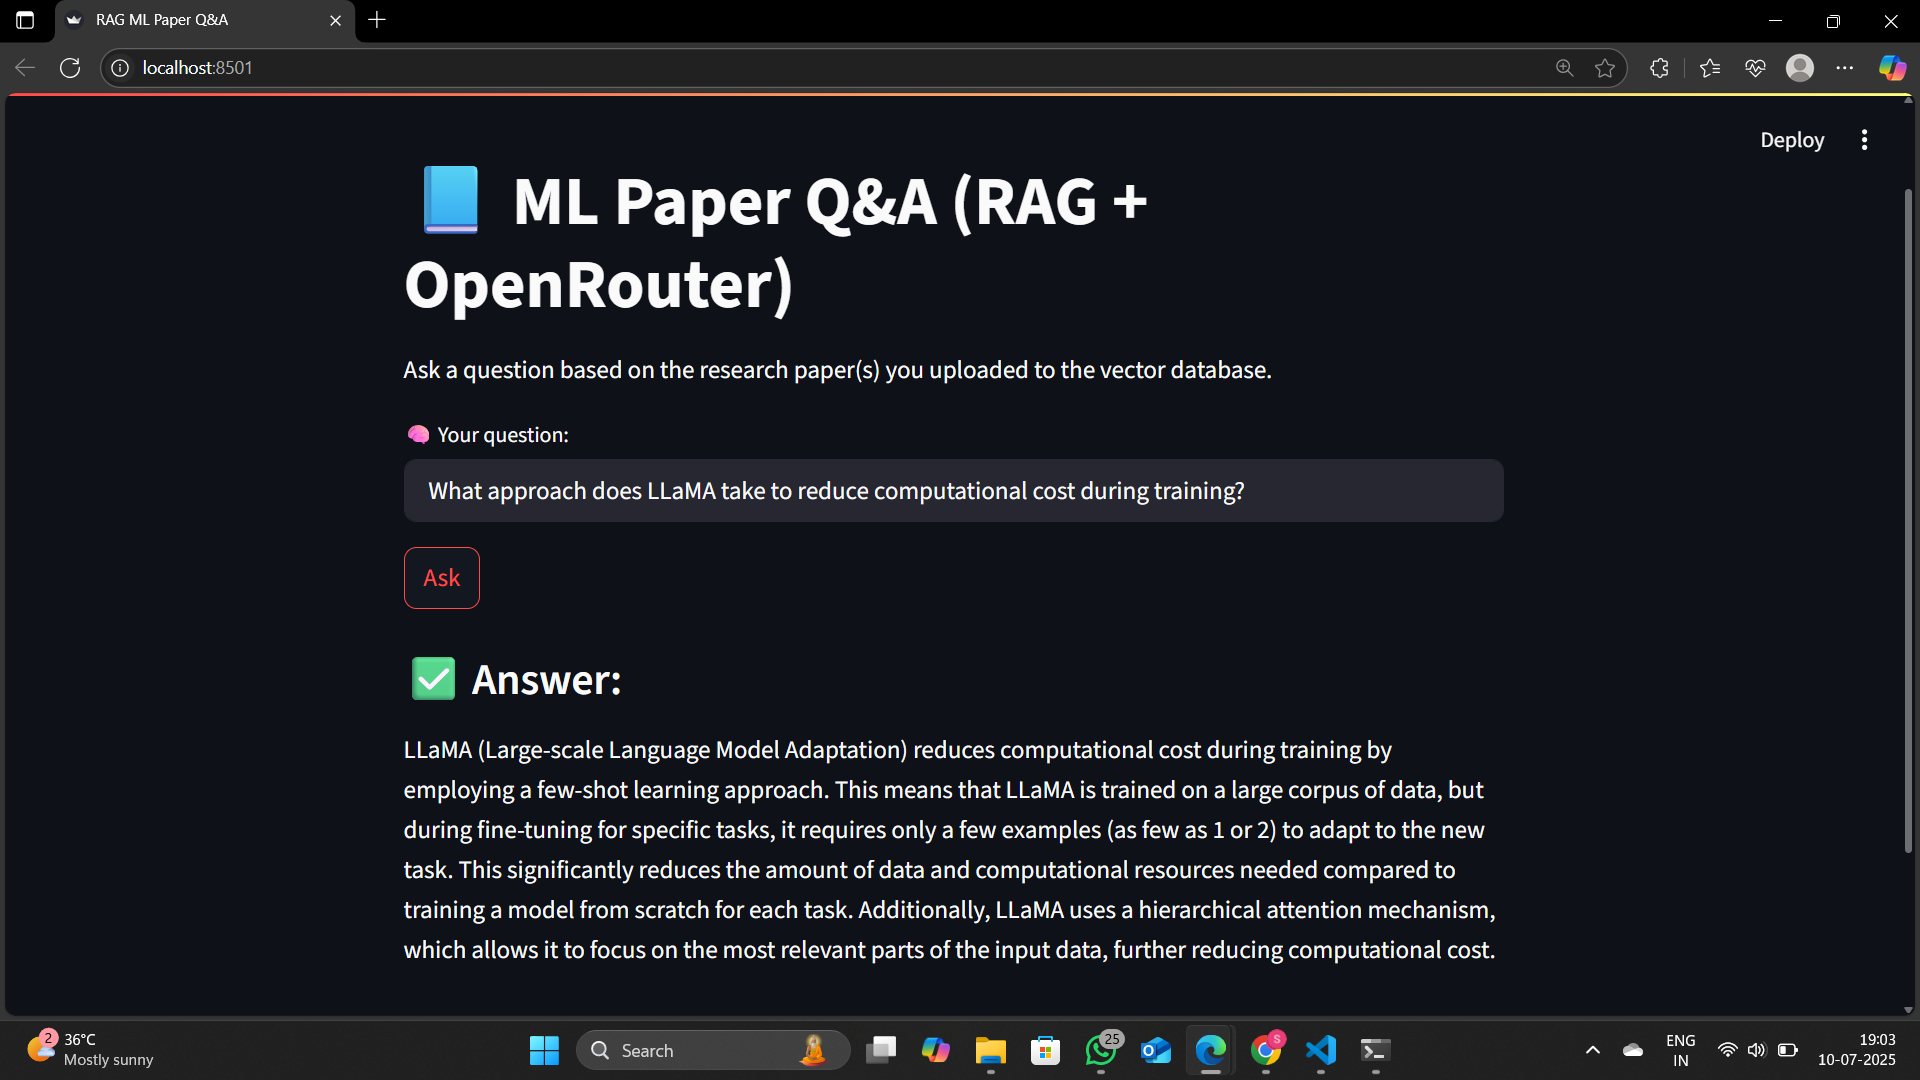 RAG ML Paper Q&A
localhost:8501
Deploy
ML Paper Q&A (RAG +
OpenRouter)
Ask a question based on the research paper(s) you uploaded to the vector database.
Your question:
What approach does LLaMA take to reduce computational cost during training?
Ask
Answer:
LLaMA (Large-scale Language Model Adaptation) reduces computational cost during training by
employing a few-shot learning approach. This means that LLaMA is trained on a large corpus of data, but
during fine-tuning for specific tasks, it requires only a few examples (as few as 1 or 2) to adapt to the new
task. This significantly reduces the amount of data and computational resources needed compared to
training a model from scratch for each task. Additionally, LLaMA uses a hierarchical attention mechanism,
which allows it to focus on the most relevant parts of the input data, further reducing computational cost.
2
36°C
Mostly sunny
Search
25
S
ENG
IN
19:03
10-07-2025